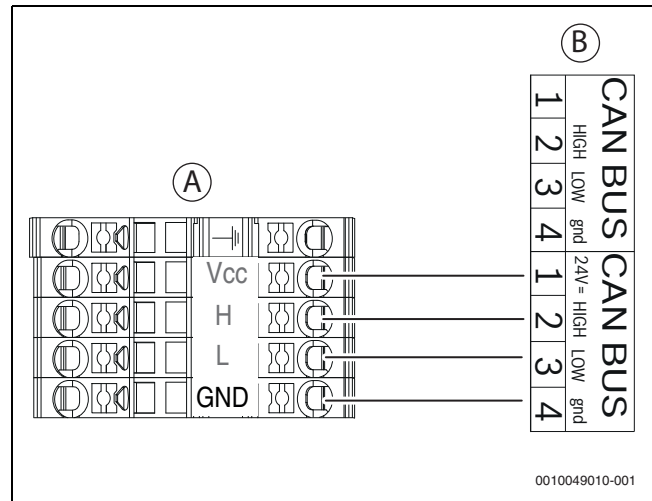 B
A
CAN BUS
1
2 HIGH
3 LOW
4 gnd
CAN BUS
1 24V=
2 HIGH
3 LOW
4 gnd
Vcc
H
L
GND
0010049010-001